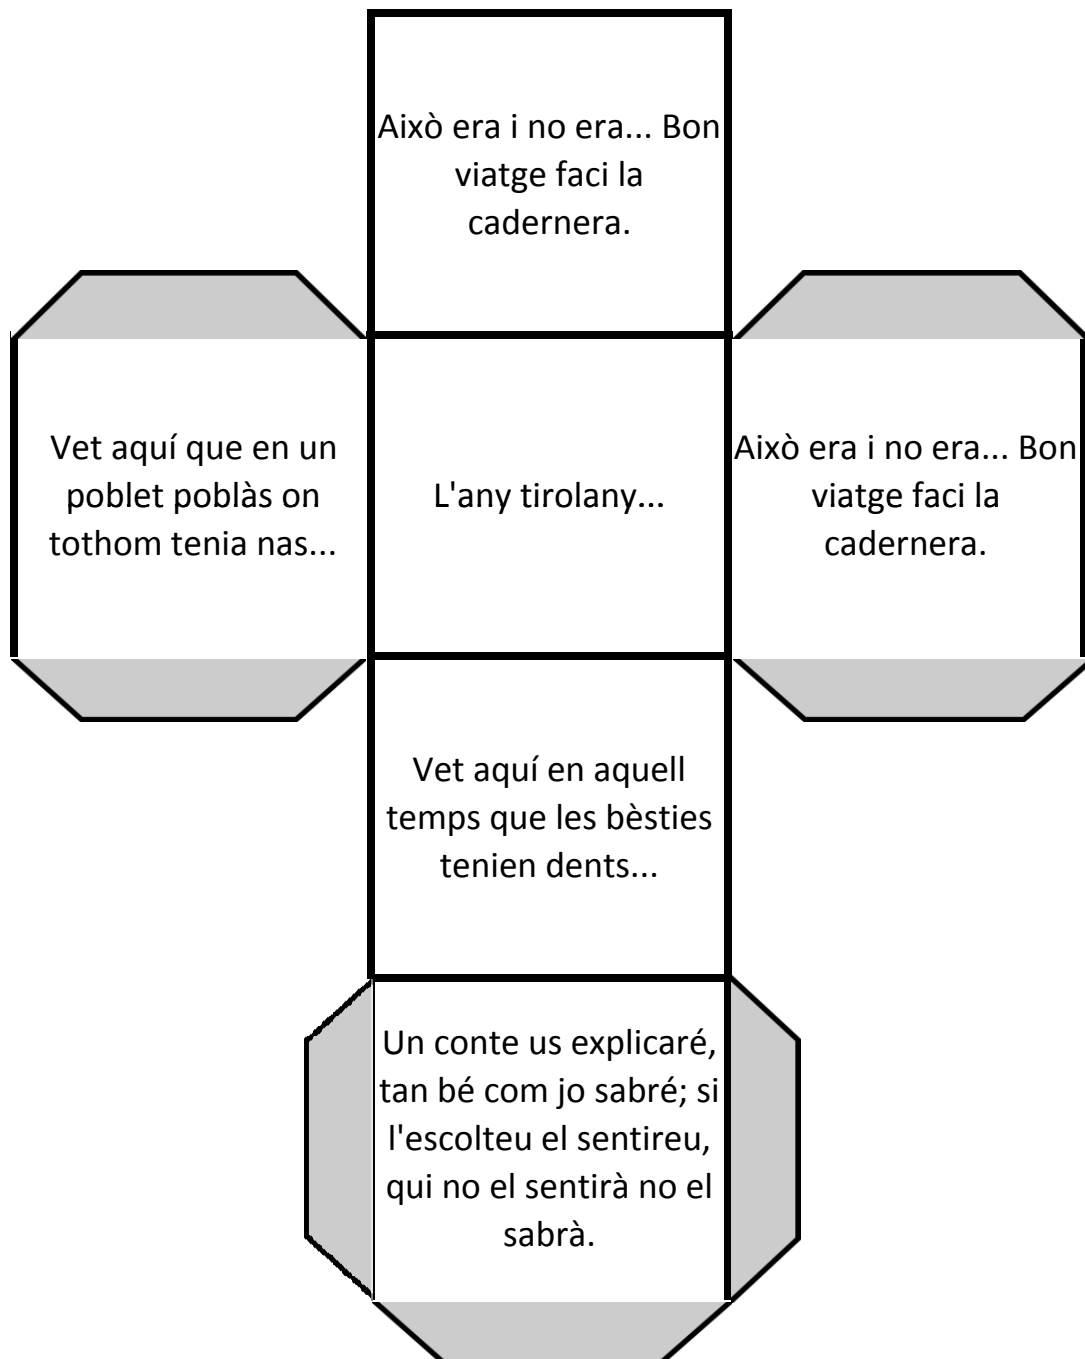 Això era i no era... Bon
viatge faci la
cadernera.
Vet aquí que en un
poblet poblàs on
tothom tenia nas...
L'any tirolany...
Això era i no era... Bon
viatge faci la
cadernera.
Vet aquí en aquell
temps que les bèsties
tenien dents...
Un conte us explicaré,
tan bé com jo sabré; si
l'escolteu el sentireu,
qui no el sentirà no el
sabrà.